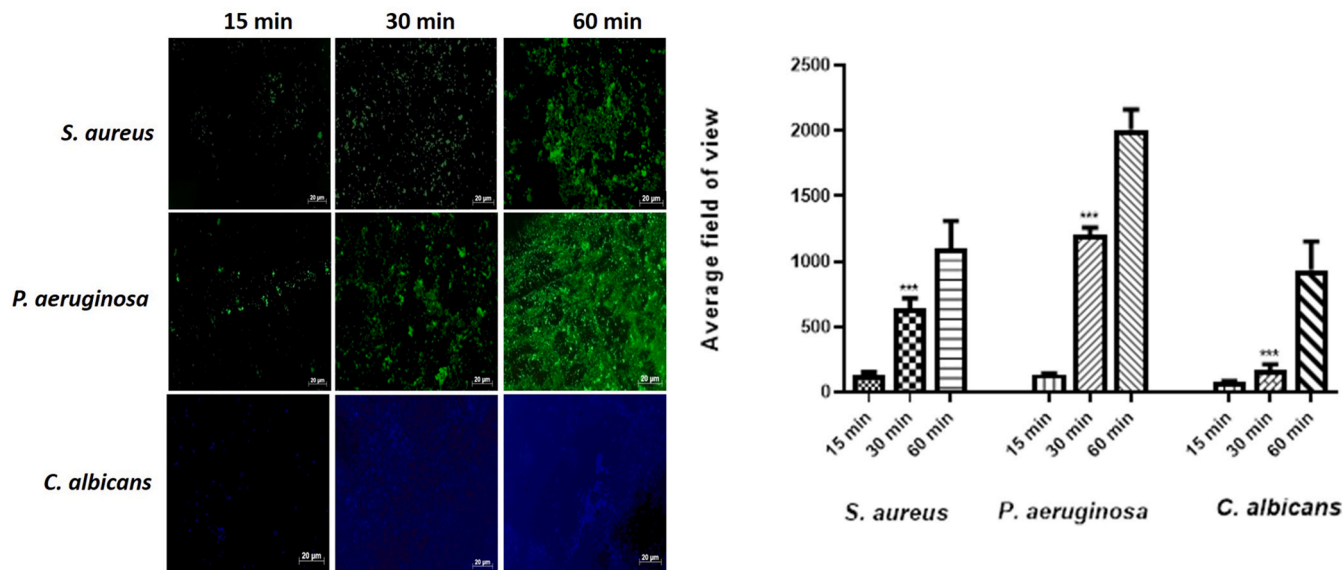 15 min 30 min 60 min
S. aureus
20 µm 20 µm 20 µm
P. aeruginosa
20 µm 20 µm 20 µm
C. albicans
20 µm 20 µm 20 µm
Average field of view
2500
2000
1500
1000
500
0
*** *** ***
15 min 30 min 60 min 15 min 30 min 60 min 15 min 30 min 60 min
S. aureus P. aeruginosa C. albicans